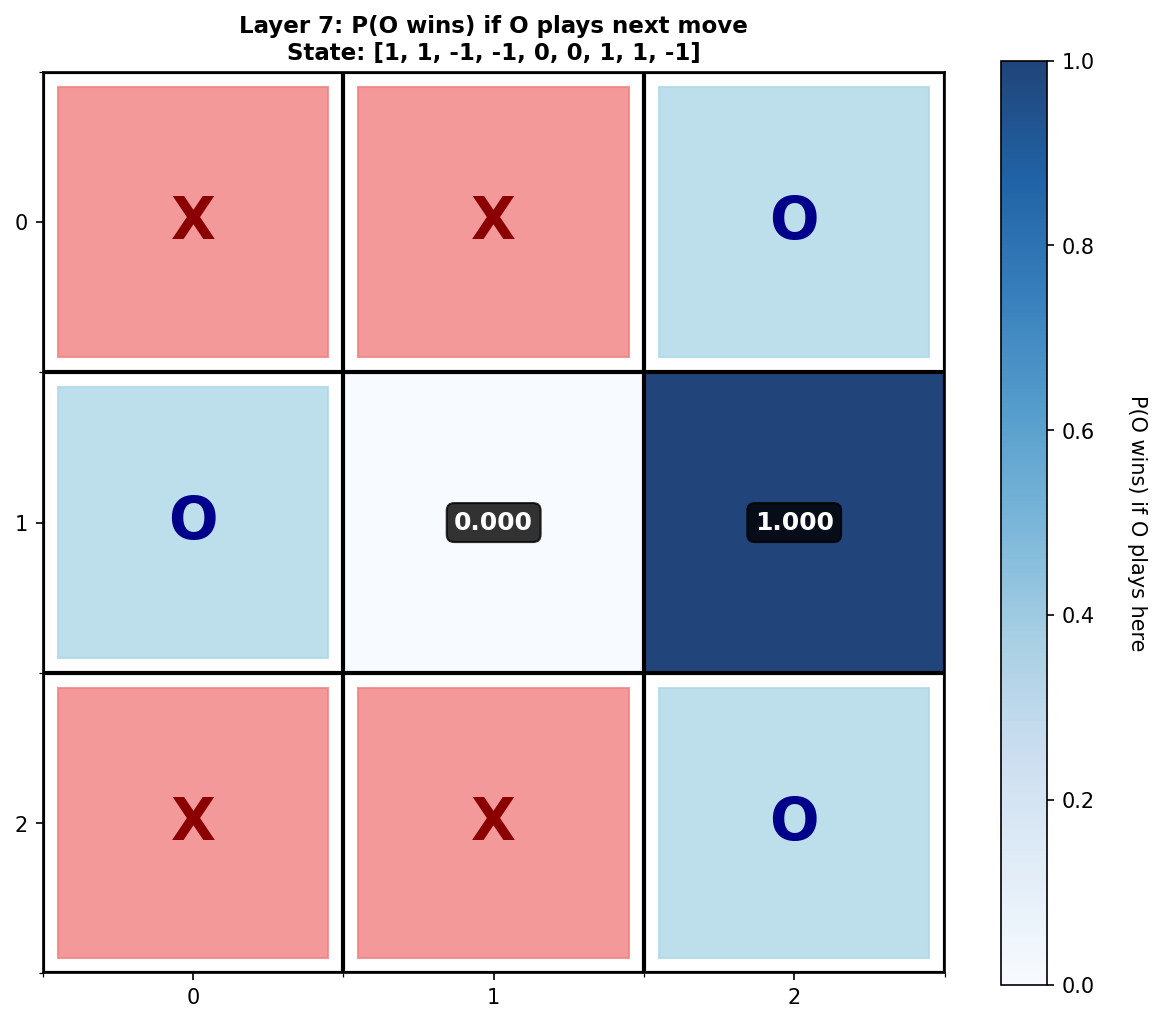 Layer 7: P(O wins) if O plays next move
State: [1, 1, -1, -1, 0, 0, 1, 1, -1]
0
X
X
O
1
O
0.000
1.000
2
X
X
O
0
1
2
1.0
0.8
0.6
0.4
0.2
0.0
P(O wins) if O plays here